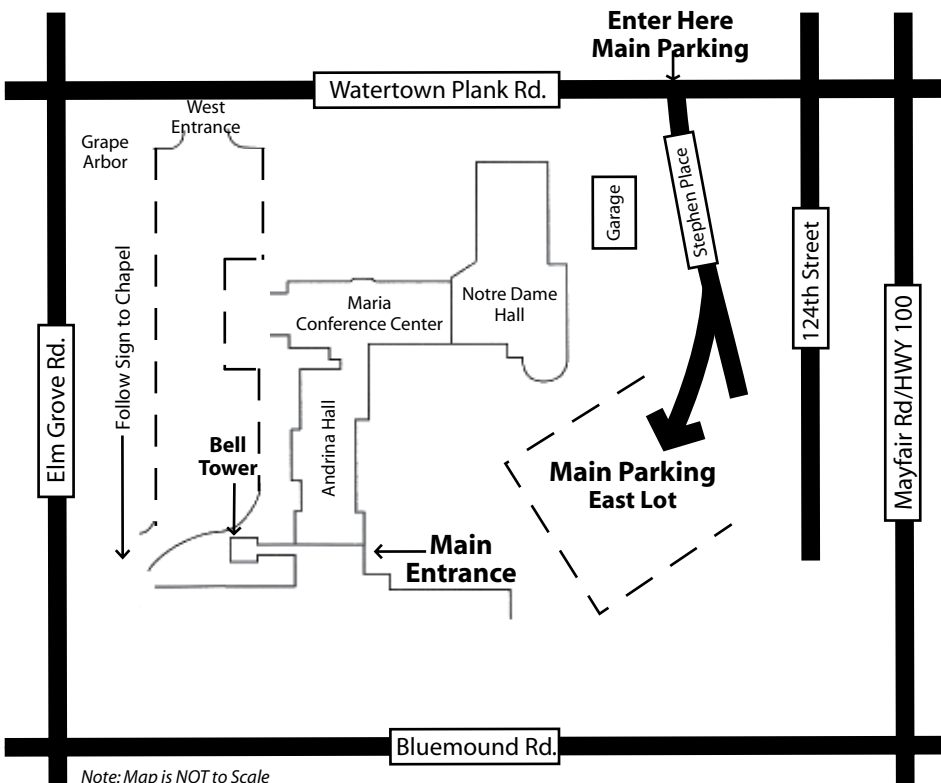 Enter Here
Main Parking
Watertown Plank Rd.
West
Entrance
Grape
Arbor
Garage
Stephen Place
124th Street
Mayfair Rd/HWY 100
Elm Grove Rd.
Follow Sign to Chapel
Maria
Conference Center
Notre Dame
Hall
Andrina Hall
Bell
Tower
Main Parking
East Lot
Main
Entrance
Bluemound Rd.
Note: Map is NOT to Scale